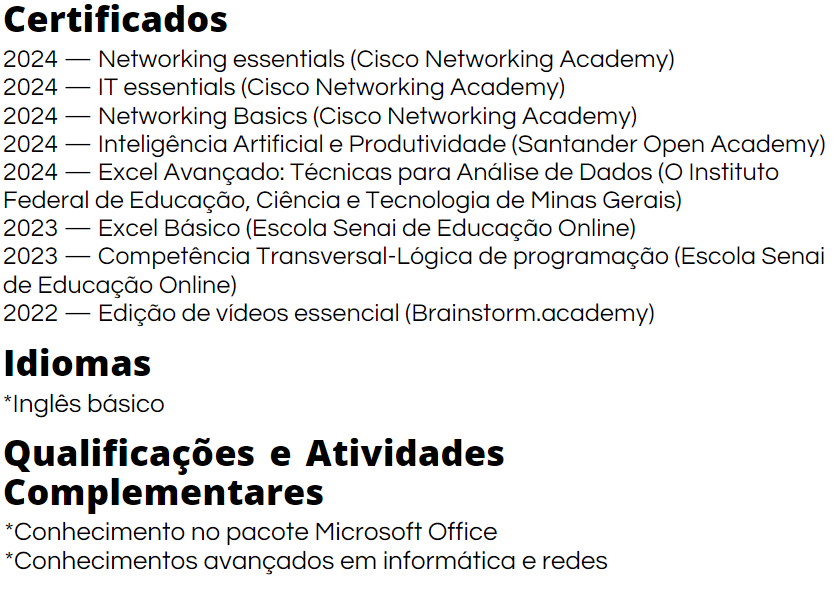 Certificados
2024 — Networking essentials (Cisco Networking Academy)
2024 — IT essentials (Cisco Networking Academy)
2024 — Networking Basics (Cisco Networking Academy)
2024 — Inteligência Artificial e Produtividade (Santander Open Academy)
2024 — Excel Avançado: Técnicas para Análise de Dados (O Instituto
Federal de Educação, Ciência e Tecnologia de Minas Gerais)
2023 — Excel Básico (Escola Senai de Educação Online)
2023 — Competência Transversal-Lógica de programação (Escola Senai
de Educação Online)
2022 — Edição de vídeos essencial (Brainstorm.academy)
Idiomas
*Inglês básico
Qualificações e Atividades
Complementares
*Conhecimento no pacote Microsoft Office
*Conhecimentos avançados em informática e redes